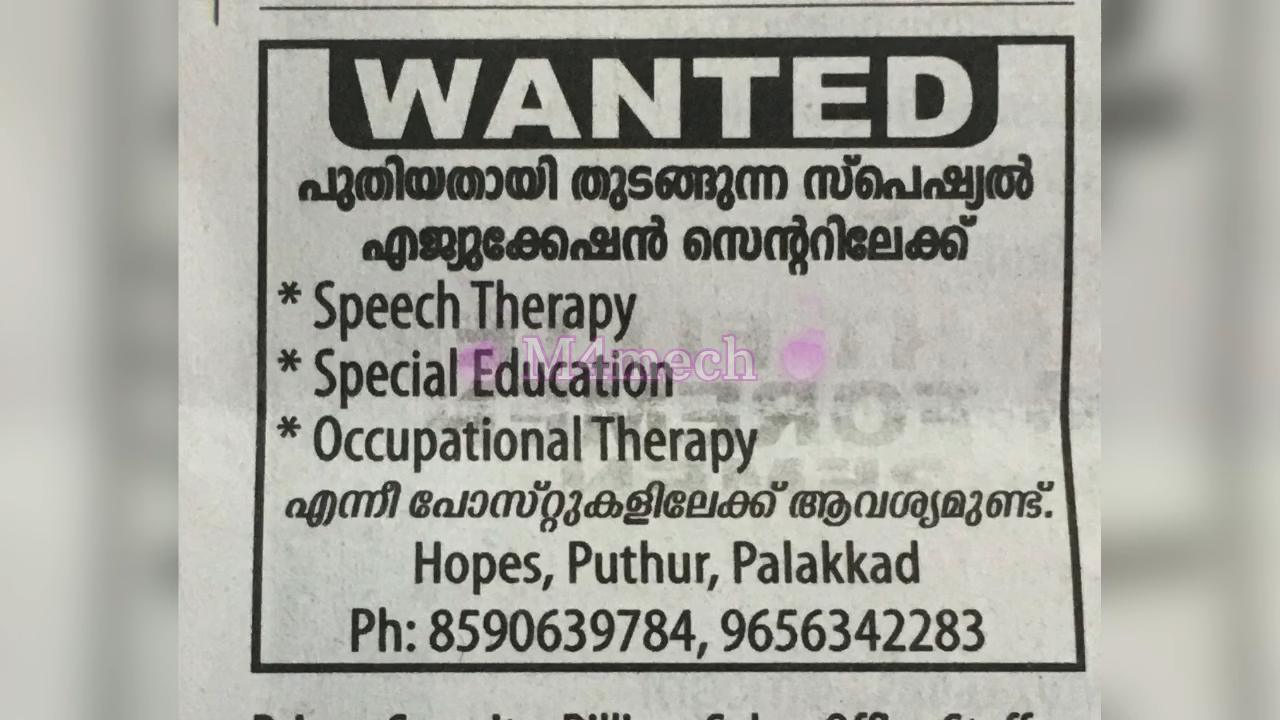 WANTED
പുതിയതായി തുടങ്ങുന്ന സ്പെഷ്യൽ
എജ്യുക്കേഷൻ സെന്ററിലേക്ക്
* Speech Therapy
M4mech
* Special Education
* Occupational Therapy
എന്നീ പോസ്റ്റുകളിലേക്ക് ആവശ്യമുണ്ട്.
Hopes, Puthur, Palakkad
Ph: 8590639784, 9656342283